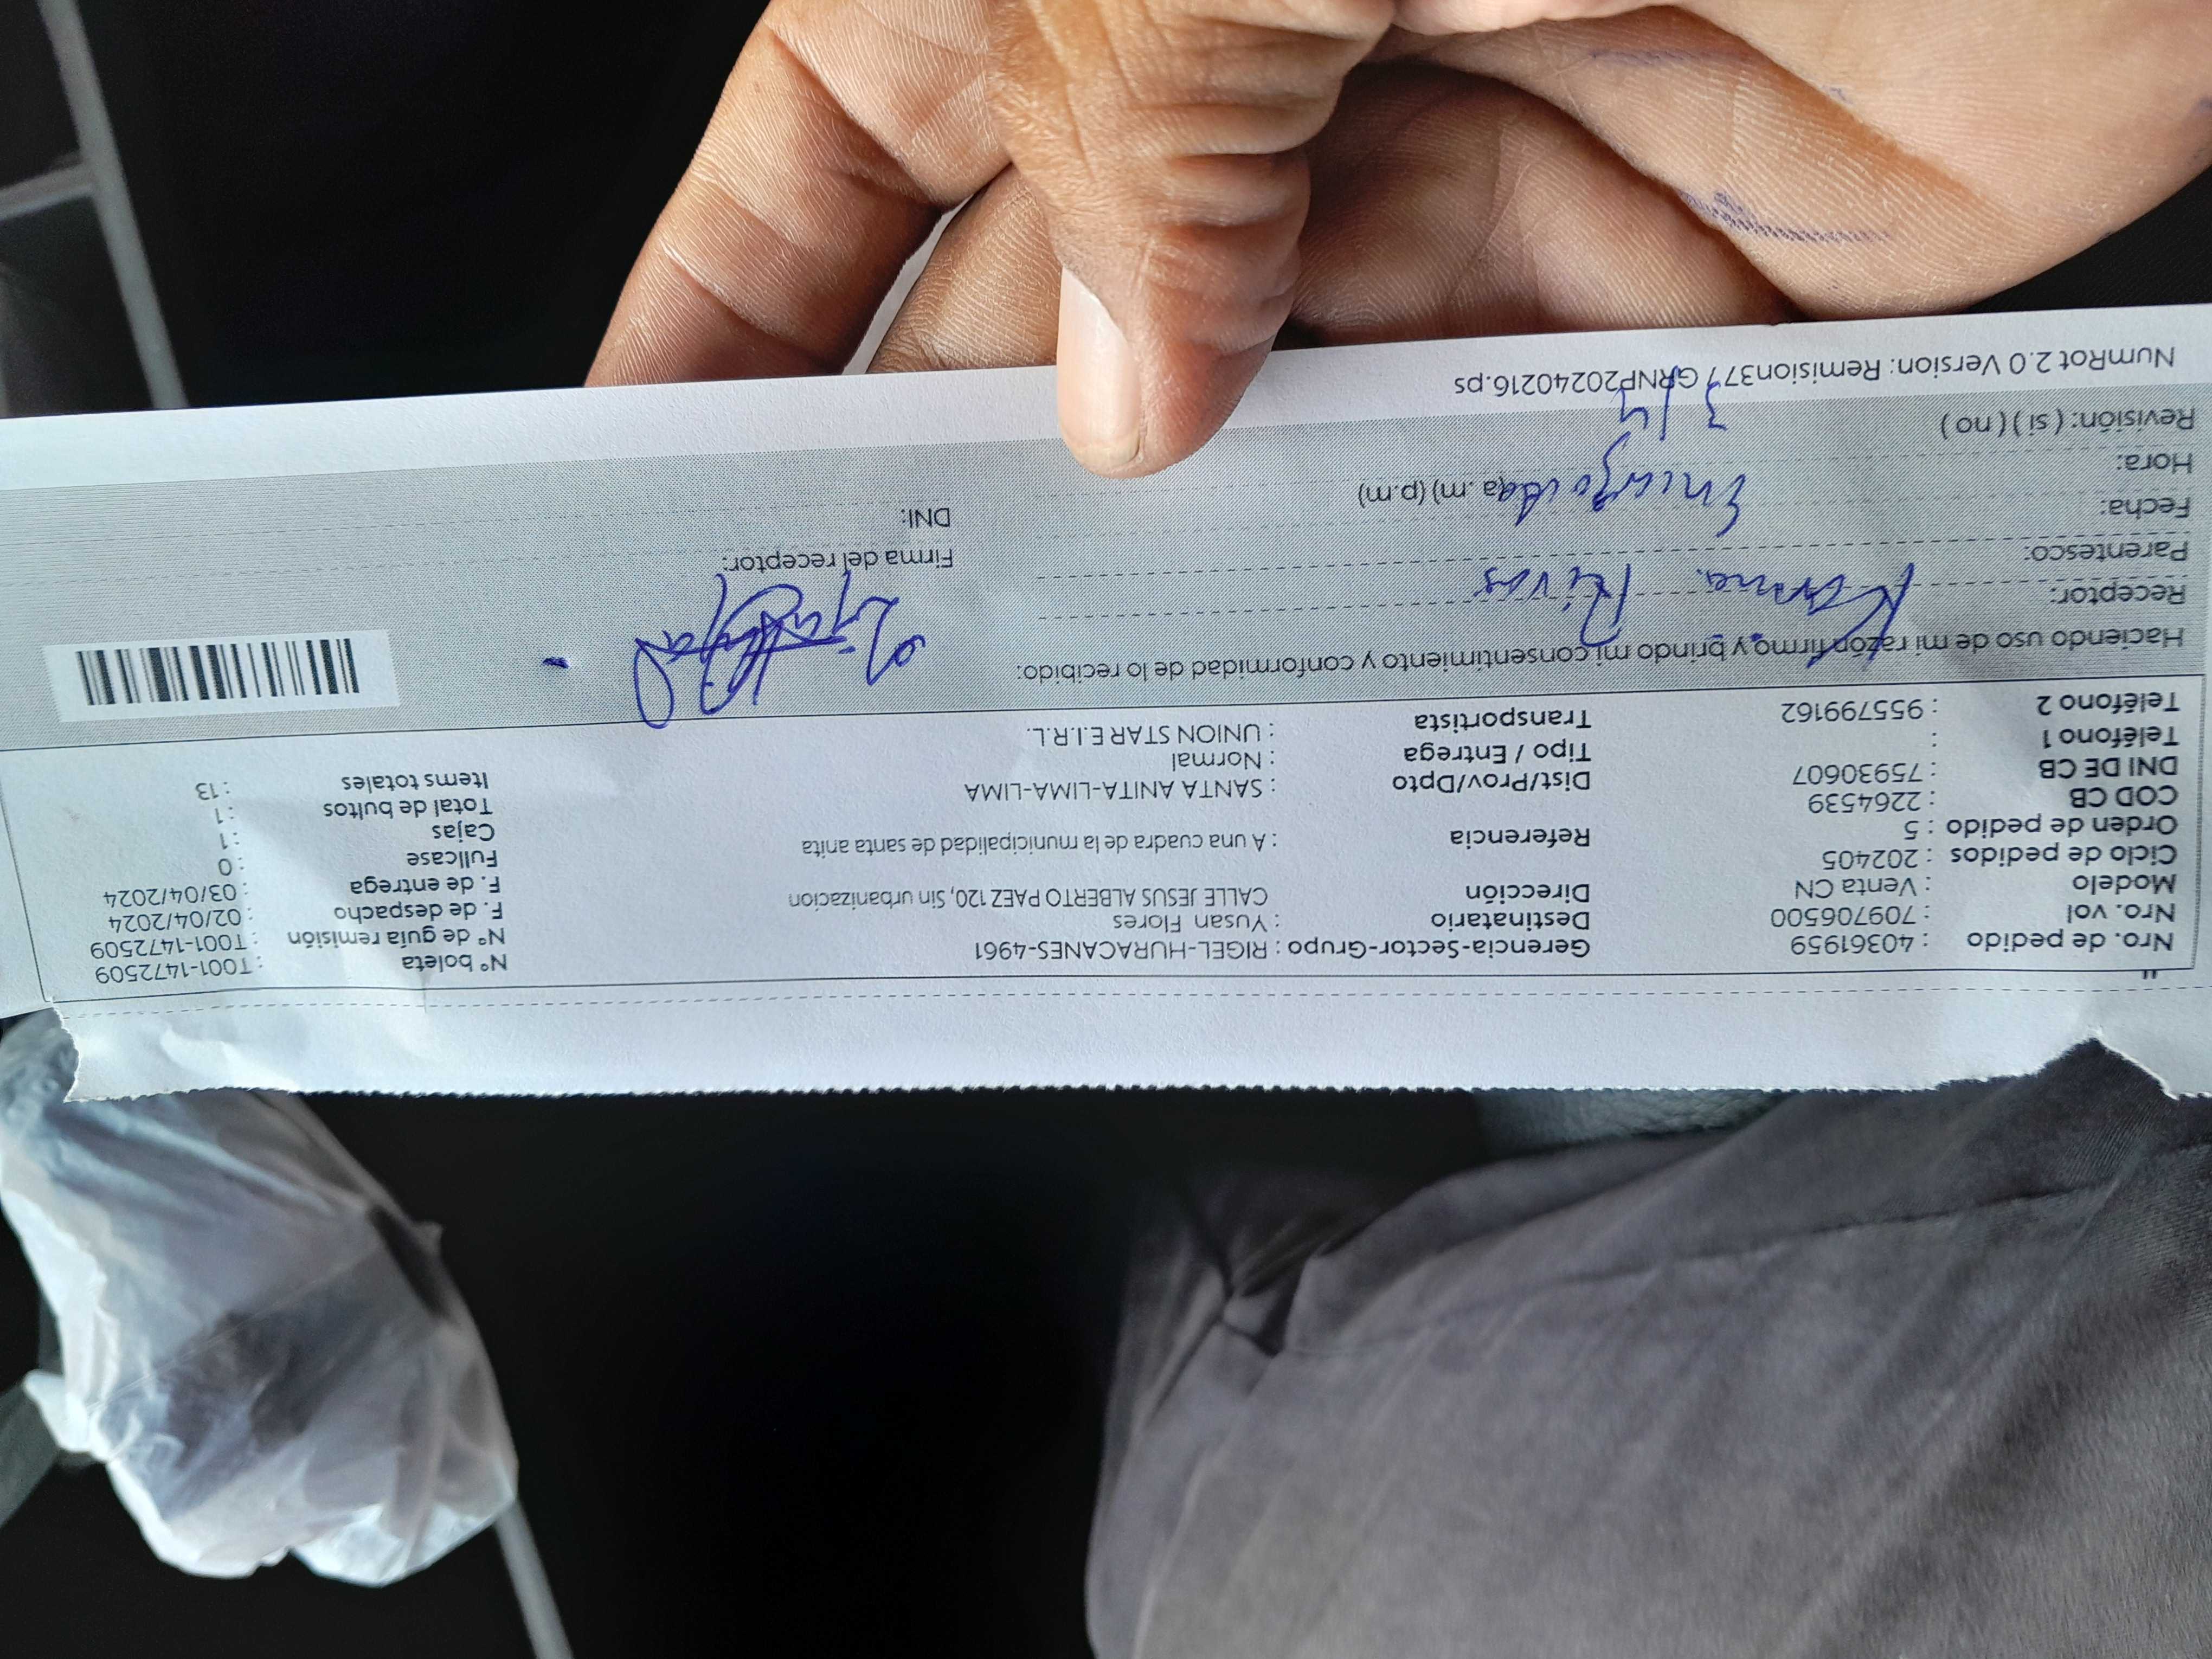 Nro. de pedido : 40361959 Gerencia-Sector-Grupo : RIGEL-HURACANES-4961 N° boleta : T001-1472509
Nro. vol : 709706500 Destinatario : Yusan Flores N° de guía remisión : T001-1472509
Modelo : Venta CN Dirección CALLE JESUS ALBERTO PAEZ 120, Sin urbanizacion F. de despacho : 02/04/2024
Ciclo de pedidos : 202405 F. de entrega : 03/04/2024
Orden de pedido : 5 Referencia : A una cuadra de la municipalidad de santa anita Fullcase : 0
COD CB : 2264539 Cajas : 1
DNI DE CB : 75930607 Dist/Prov/Dpto : SANTA ANITA-LIMA-LIMA Total de bultos : 1
Teléfono 1 : Tipo / Entrega : Normal Items totales : 13
Teléfono 2 : 955799162 Transportista : UNION STAR E.I.R.L.
Haciendo uso de mi razón firmo y brindo mi consentimiento y conformidad de lo recibido:
Receptor: Karina Rivas
Parentesco: Firma del receptor:
Fecha: DNI:
Hora: (a .m) (p.m)
Revisión: ( si ) ( no ) 3/4
NumRot 2.0 Version: Remision377 GRNP20240216.ps